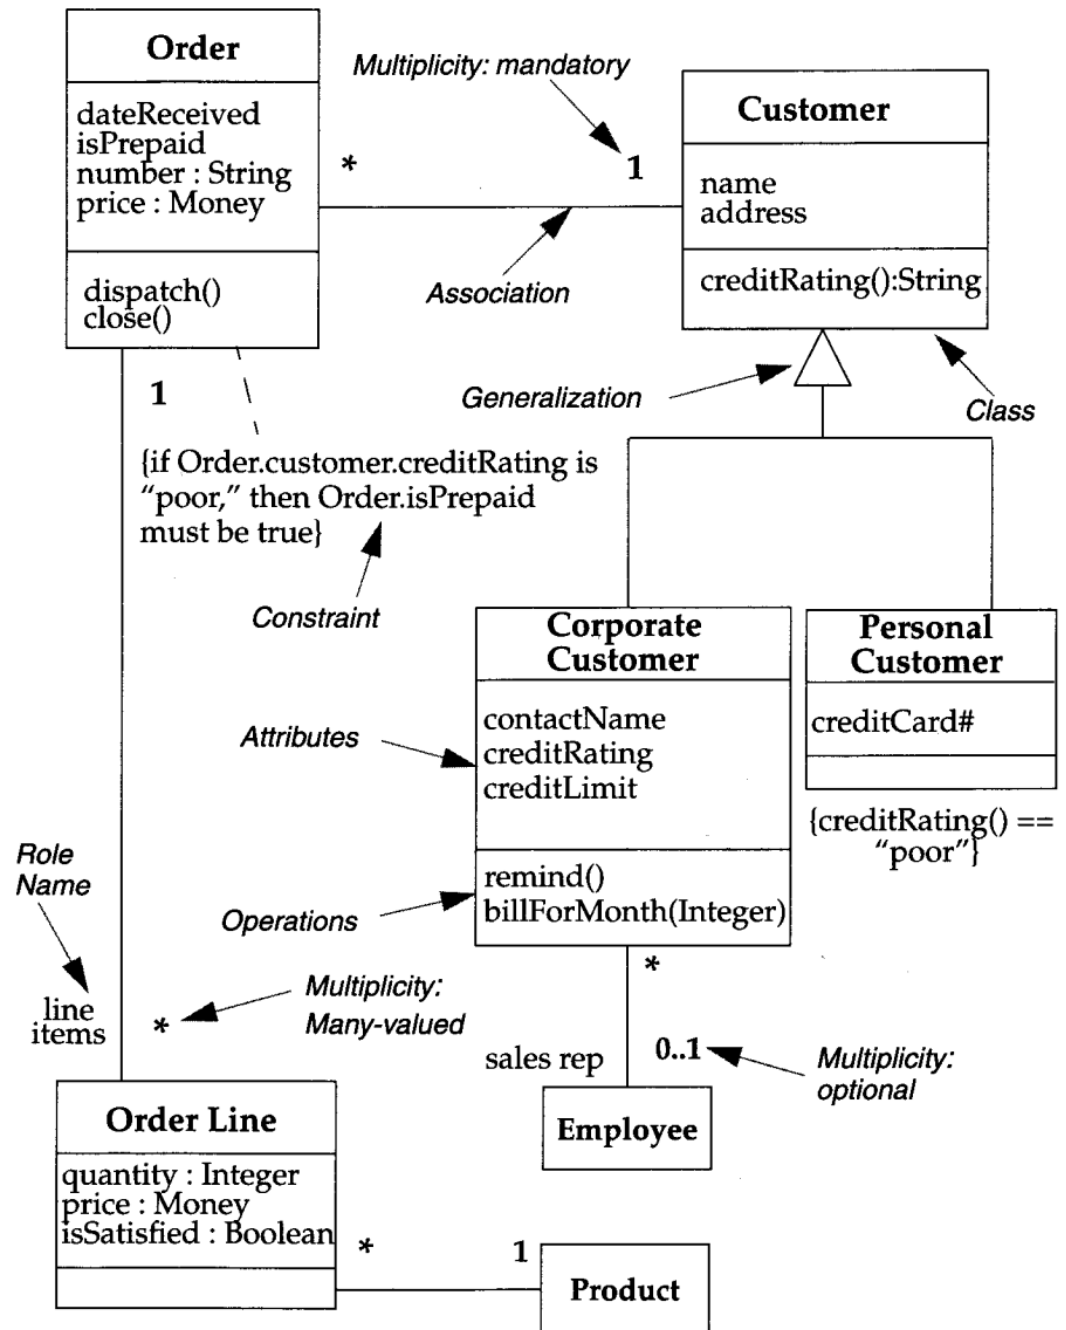 Order
dateReceived
isPrepaid
number : String
price : Money
dispatch()
close()
Multiplicity: mandatory
*
1
Association
Customer
name
address
creditRating():String
Generalization
Class
1
{if Order.customer.creditRating is
“poor,” then Order.isPrepaid
must be true}
Constraint
Corporate
Customer
contactName
creditRating
creditLimit
remind()
billForMonth(Integer)
Personal
Customer
creditCard#
{creditRating() ==
“poor”}
Attributes
Operations
Role
Name
line
items
*
Multiplicity:
Many-valued
*
sales rep
0..1
Multiplicity:
optional
Employee
Order Line
quantity : Integer
price : Money
isSatisfied : Boolean
*
1
Product